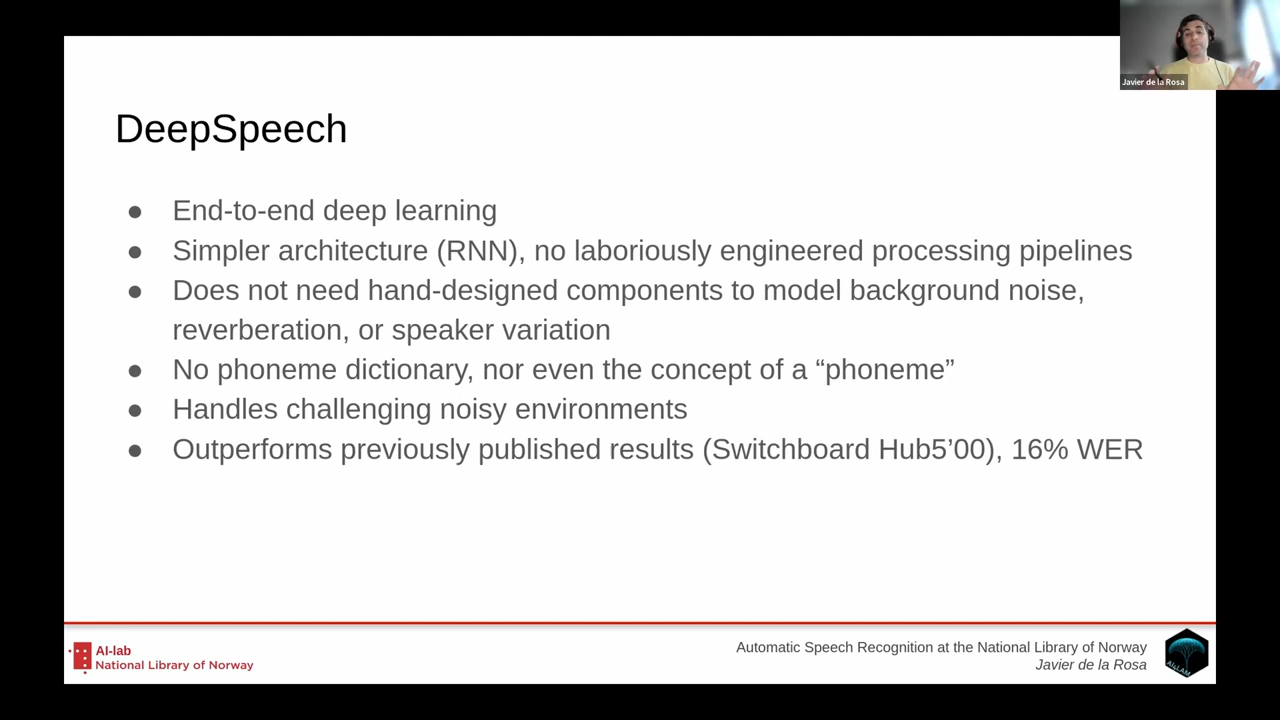 Javier de la Rosa
DeepSpeech
● End-to-end deep learning
● Simpler architecture (RNN), no laboriously engineered processing pipelines
● Does not need hand-designed components to model background noise,
reverberation, or speaker variation
● No phoneme dictionary, nor even the concept of a “phoneme”
● Handles challenging noisy environments
● Outperforms previously published results (Switchboard Hub5’00), 16% WER
AI-lab
National Library of Norway
Automatic Speech Recognition at the National Library of Norway
Javier de la Rosa